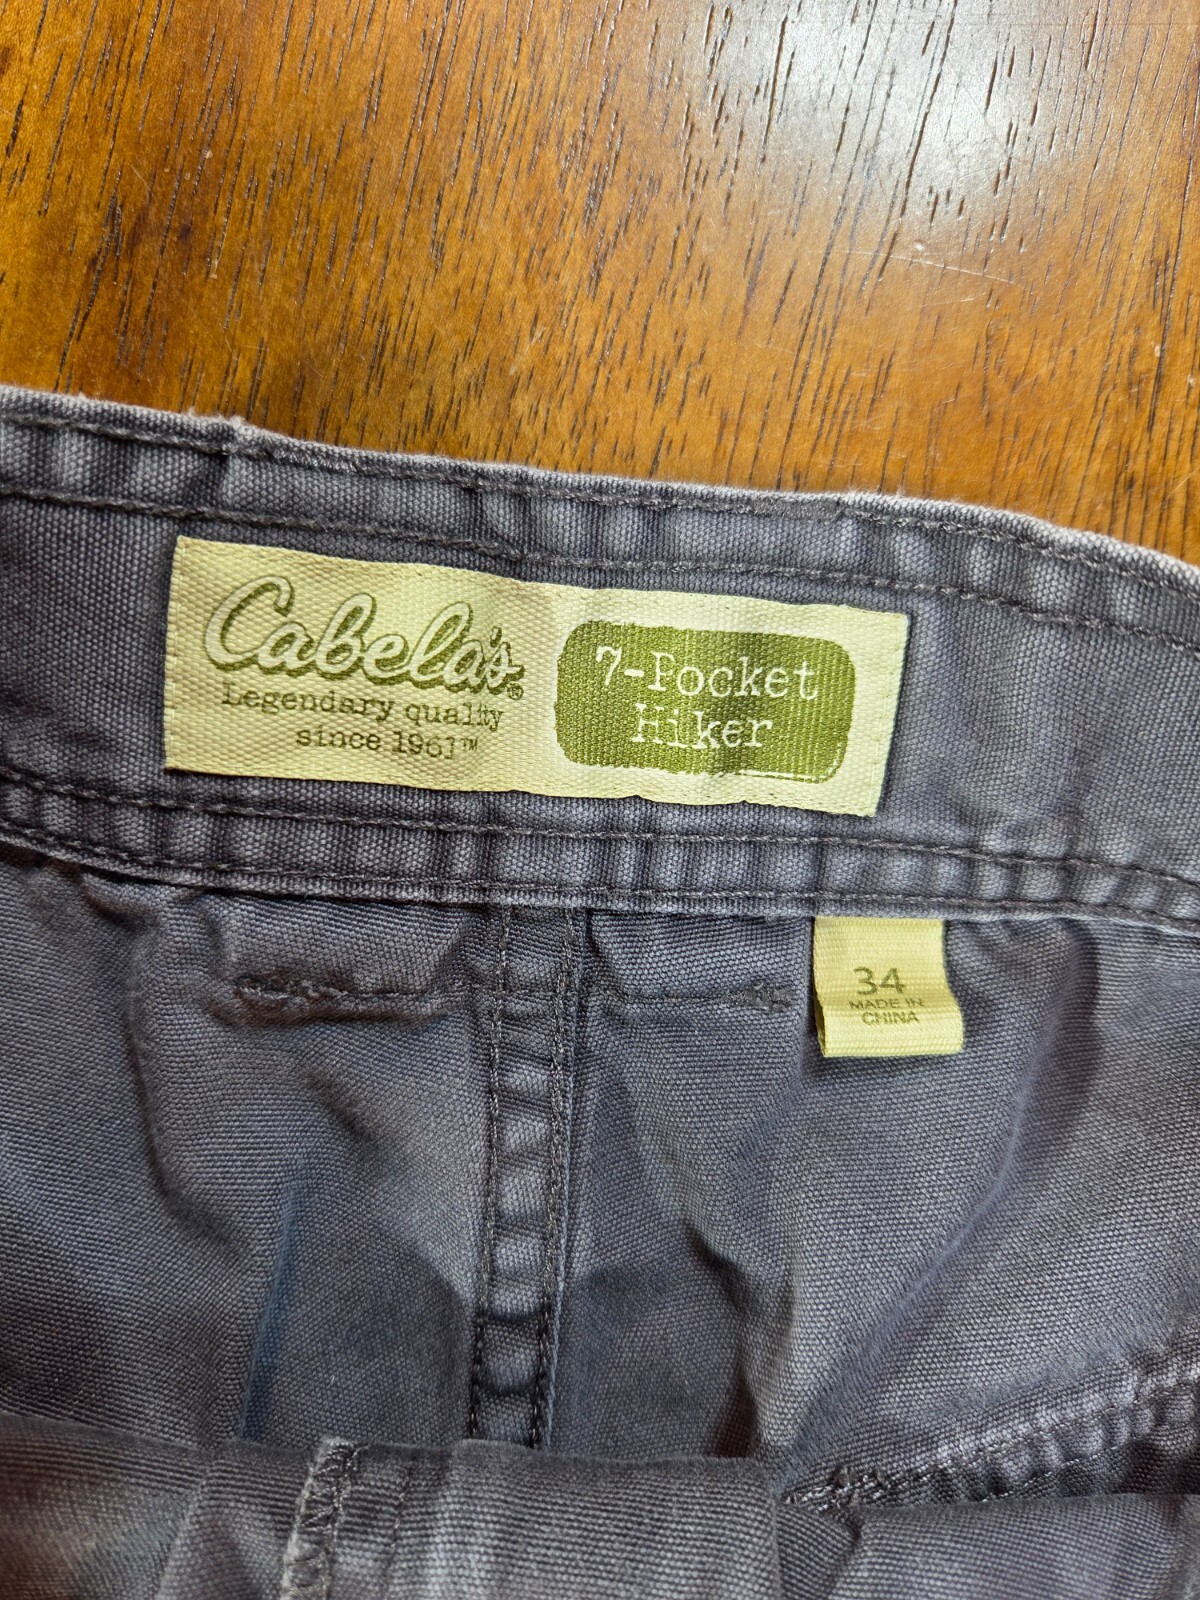 Cabela's®
Legendary quality
since 1961™
7-Pocket
Hiker
34
MADE IN
CHINA